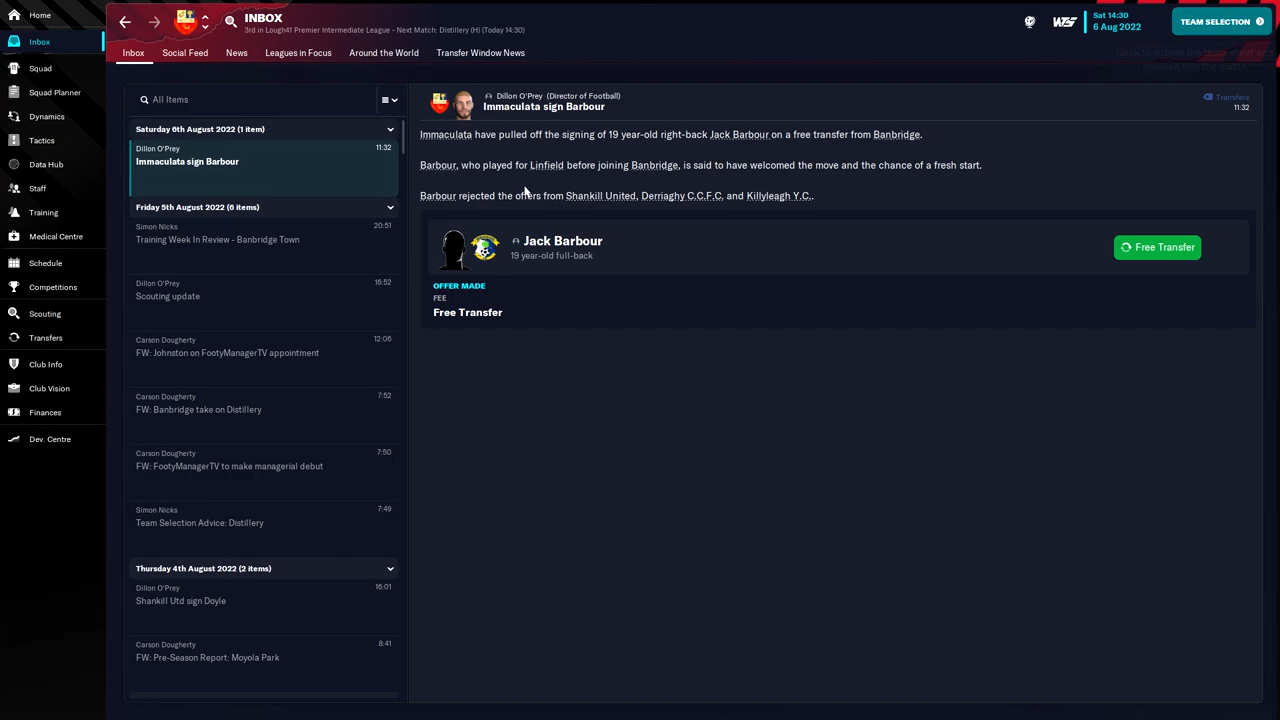 Home
Inbox
Squad
Squad Planner
Dynamics
Tactics
Data Hub
Staff
Training
Medical Centre
Schedule
Competitions
Scouting
Transfers
Club Info
Club Vision
Finances
Dev. Centre
INBOX
3rd in Lough41 Premier Intermediate League - Next Match: Distillery (H) (Today 14:30)
Sat 14:30
6 Aug 2022
TEAM SELECTION
Inbox
Social Feed
News
Leagues in Focus
Around the World
Transfer Window News
Click to submit the team sheet and
proceed into the match
All Items
Saturday 6th August 2022 (1 item)
Dillon O'Prey 11:32
Immaculata sign Barbour
Friday 5th August 2022 (6 items)
Simon Nicks 20:51
Training Week In Review - Banbridge Town
Dillon O'Prey 16:52
Scouting update
Carson Dougherty 12:06
FW: Johnston on FootyManagerTV appointment
Carson Dougherty 7:52
FW: Banbridge take on Distillery
Carson Dougherty 7:50
FW: FootyManagerTV to make managerial debut
Simon Nicks 7:49
Team Selection Advice: Distillery
Thursday 4th August 2022 (2 items)
Dillon O'Prey 16:01
Shankill Utd sign Doyle
Carson Dougherty 8:41
FW: Pre-Season Report: Moyola Park
Dillon O'Prey (Director of Football)
Immaculata sign Barbour
Transfers
11:32
Immaculata have pulled off the signing of 19 year-old right-back Jack Barbour on a free transfer from Banbridge.
Barbour, who played for Linfield before joining Banbridge, is said to have welcomed the move and the chance of a fresh start.
Barbour rejected the offers from Shankill United, Derriaghy C.C.F.C. and Killyleagh Y.C..
Jack Barbour
19 year-old full-back
Free Transfer
OFFER MADE
FEE
Free Transfer